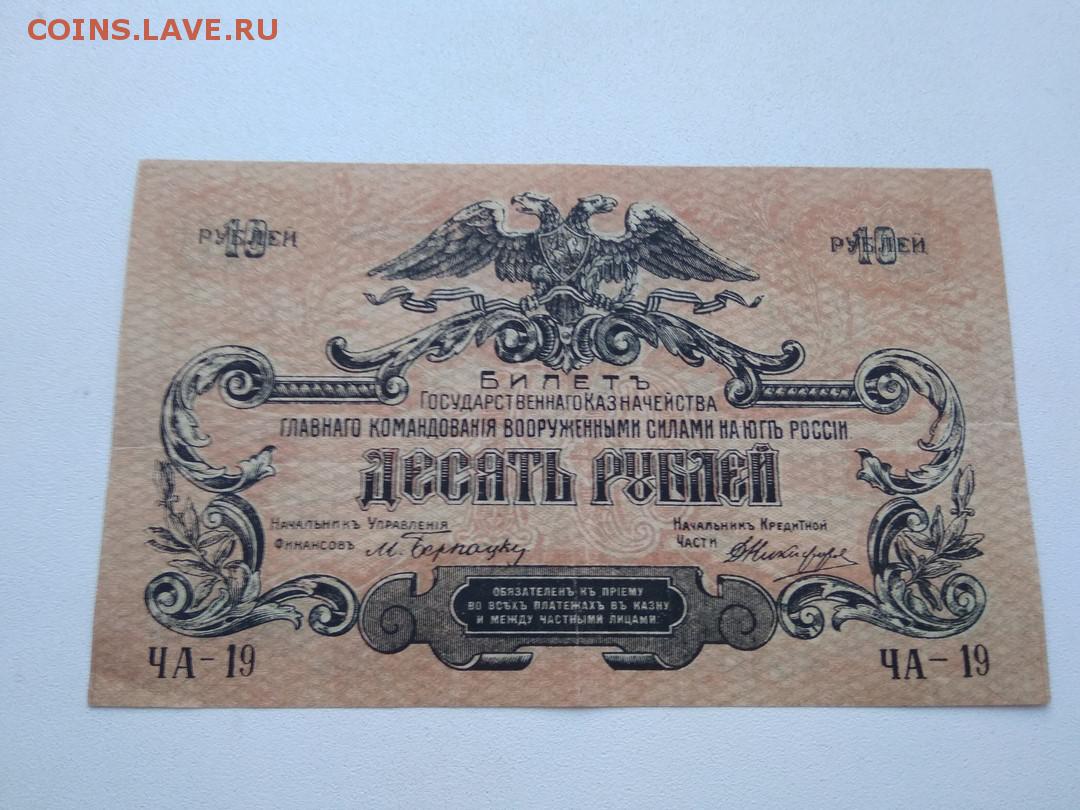 COINS.LAVE.RU
10 РУБЛЕЙ
10 РУБЛЕЙ
БИЛЕТЪ
ГОСУДАРСТВЕННАГО КАЗНАЧЕЙСТВА
ГЛАВНАГО КОМАНДОВАНІЯ ВООРУЖЕННЫМИ СИЛАМИ НА ЮГѢ РОССІИ
ДЕСЯТЬ РУБЛЕЙ
НАЧАЛЬНИКЪ УПРАВЛЕНІЯ
ФИНАНСОВЪ
НАЧАЛЬНИКЪ КРЕДИТНОЙ
ЧАСТИ
ОБЯЗАТЕЛЕНЪ КЪ ПРІЕМУ
ВО ВСѢХЪ ПЛАТЕЖАХЪ ВЪ КАЗНУ
И МЕЖДУ ЧАСТНЫМИ ЛИЦАМИ.
ЧА-19
ЧА-19